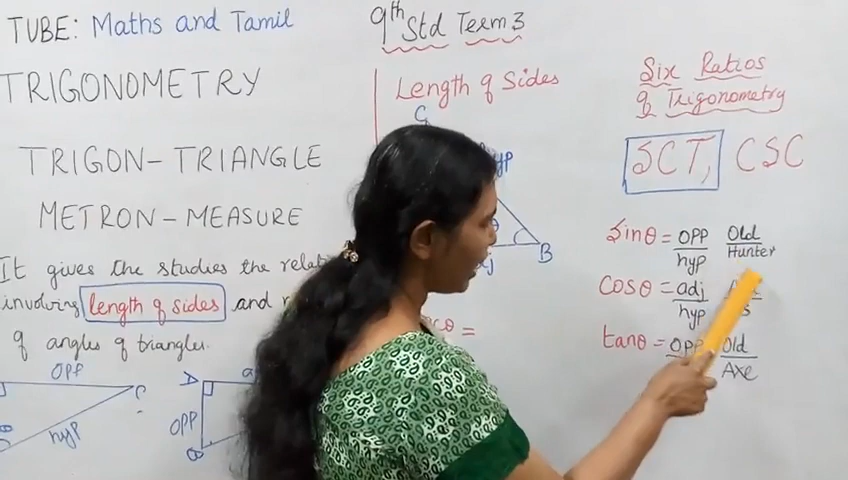 TUBE: Maths and Tamil
TRIGONOMETRY
TRIGON- TRIANGLE
METRON - MEASURE
It gives the studies the
involving length of sides and
of angles of triangles.
opp
C
θ
hyp
A
a
opp
B
9th Std Term 3
Length of Sides
C
hyp
θ
B
θ =
Six Ratios
of Trigonometry
SCT, CSC
Sinθ = opp Old
hyp Hunter
cosθ = adj
hyp
tanθ = opp Old
Axe